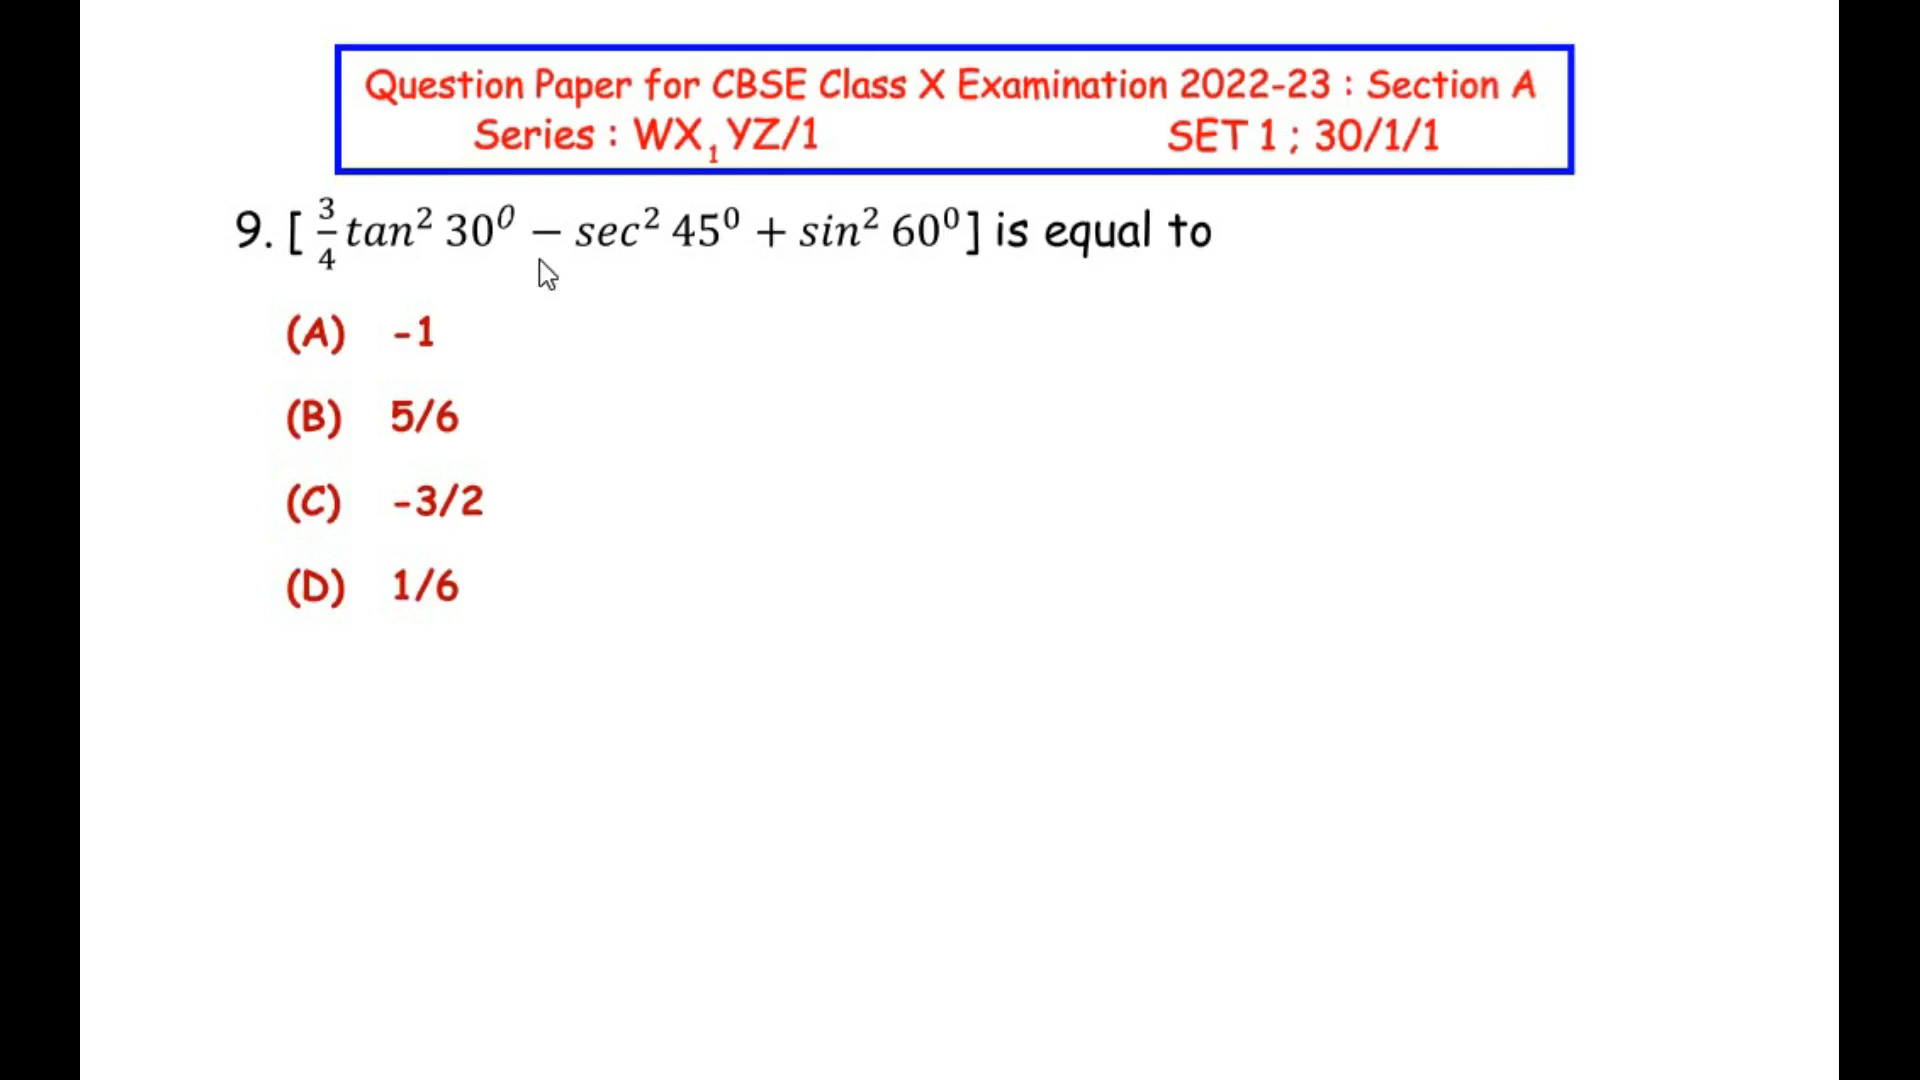 Question Paper for CBSE Class X Examination 2022-23 : Section A
Series : WX₁YZ/1 SET 1 ; 30/1/1
9. [ 3/4 tan² 30⁰ − sec² 45⁰ + sin² 60⁰] is equal to
(A) -1
(B) 5/6
(C) -3/2
(D) 1/6